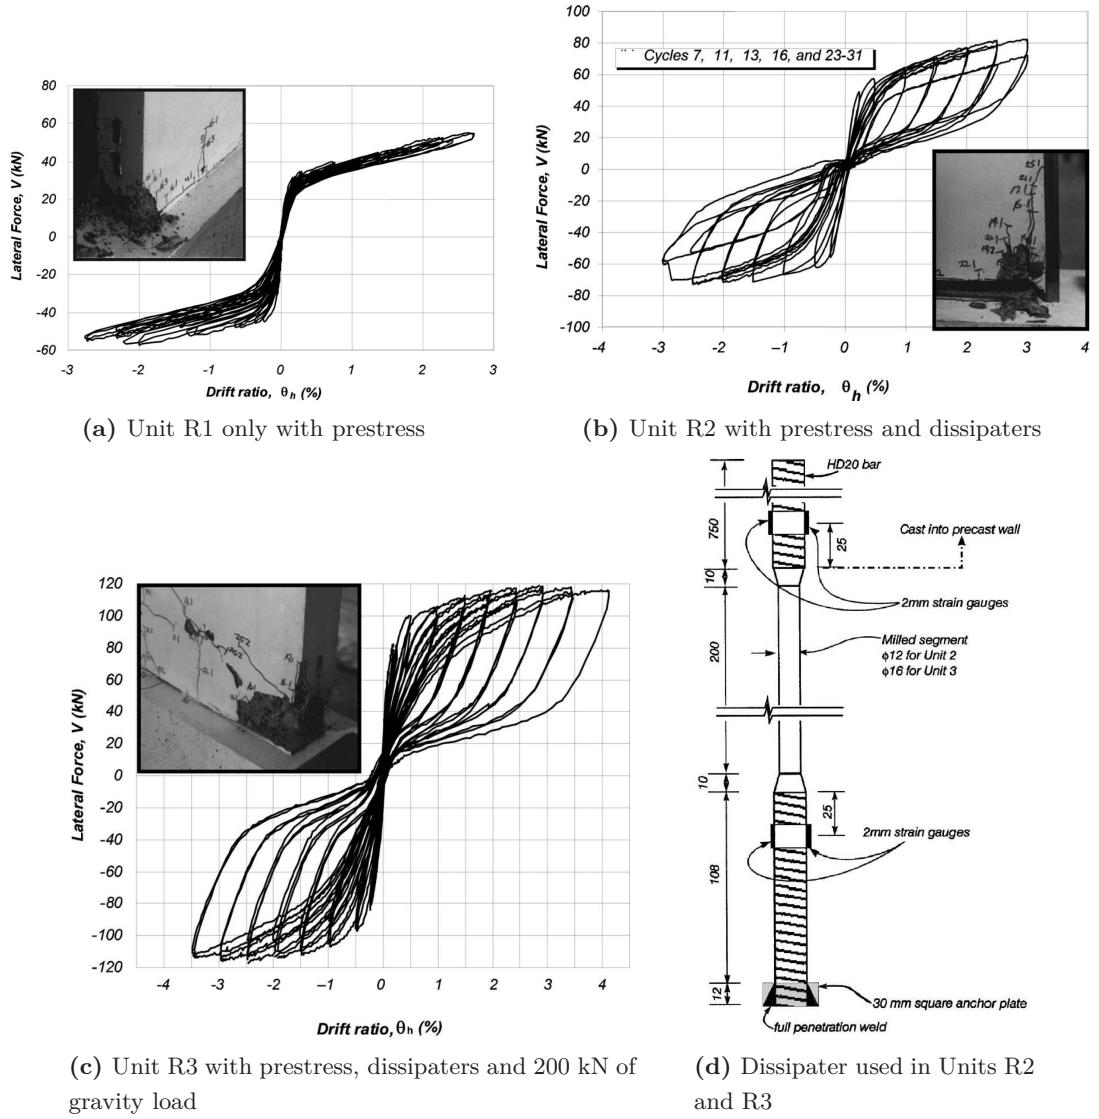 80
60
40
20
0
-20
-40
-60
Lateral Force, V (kN)
-3 -2 -1 0 1 2 3
Drift ratio, θh (%)
(a) Unit R1 only with prestress
100
80
60
40
20
0
-20
-40
-60
-80
-100
Lateral Force, V (kN)
Cycles 7, 11, 13, 16, and 23-31
-4 -3 -2 –1 0 1 2 3 4
Drift ratio, θh (%)
(b) Unit R2 with prestress and dissipaters
120
100
80
60
40
20
0
-20
-40
-60
-80
-100
-120
Lateral Force, V (kN)
-4 -3 -2 –1 0 1 2 3 4
Drift ratio, θh (%)
(c) Unit R3 with prestress, dissipaters and 200 kN of
gravity load
HD20 bar
750
25
Cast into precast wall
10
2mm strain gauges
200
Milled segment
ϕ12 for Unit 2
ϕ16 for Unit 3
10
25
2mm strain gauges
108
12
30 mm square anchor plate
full penetration weld
(d) Dissipater used in Units R2
and R3